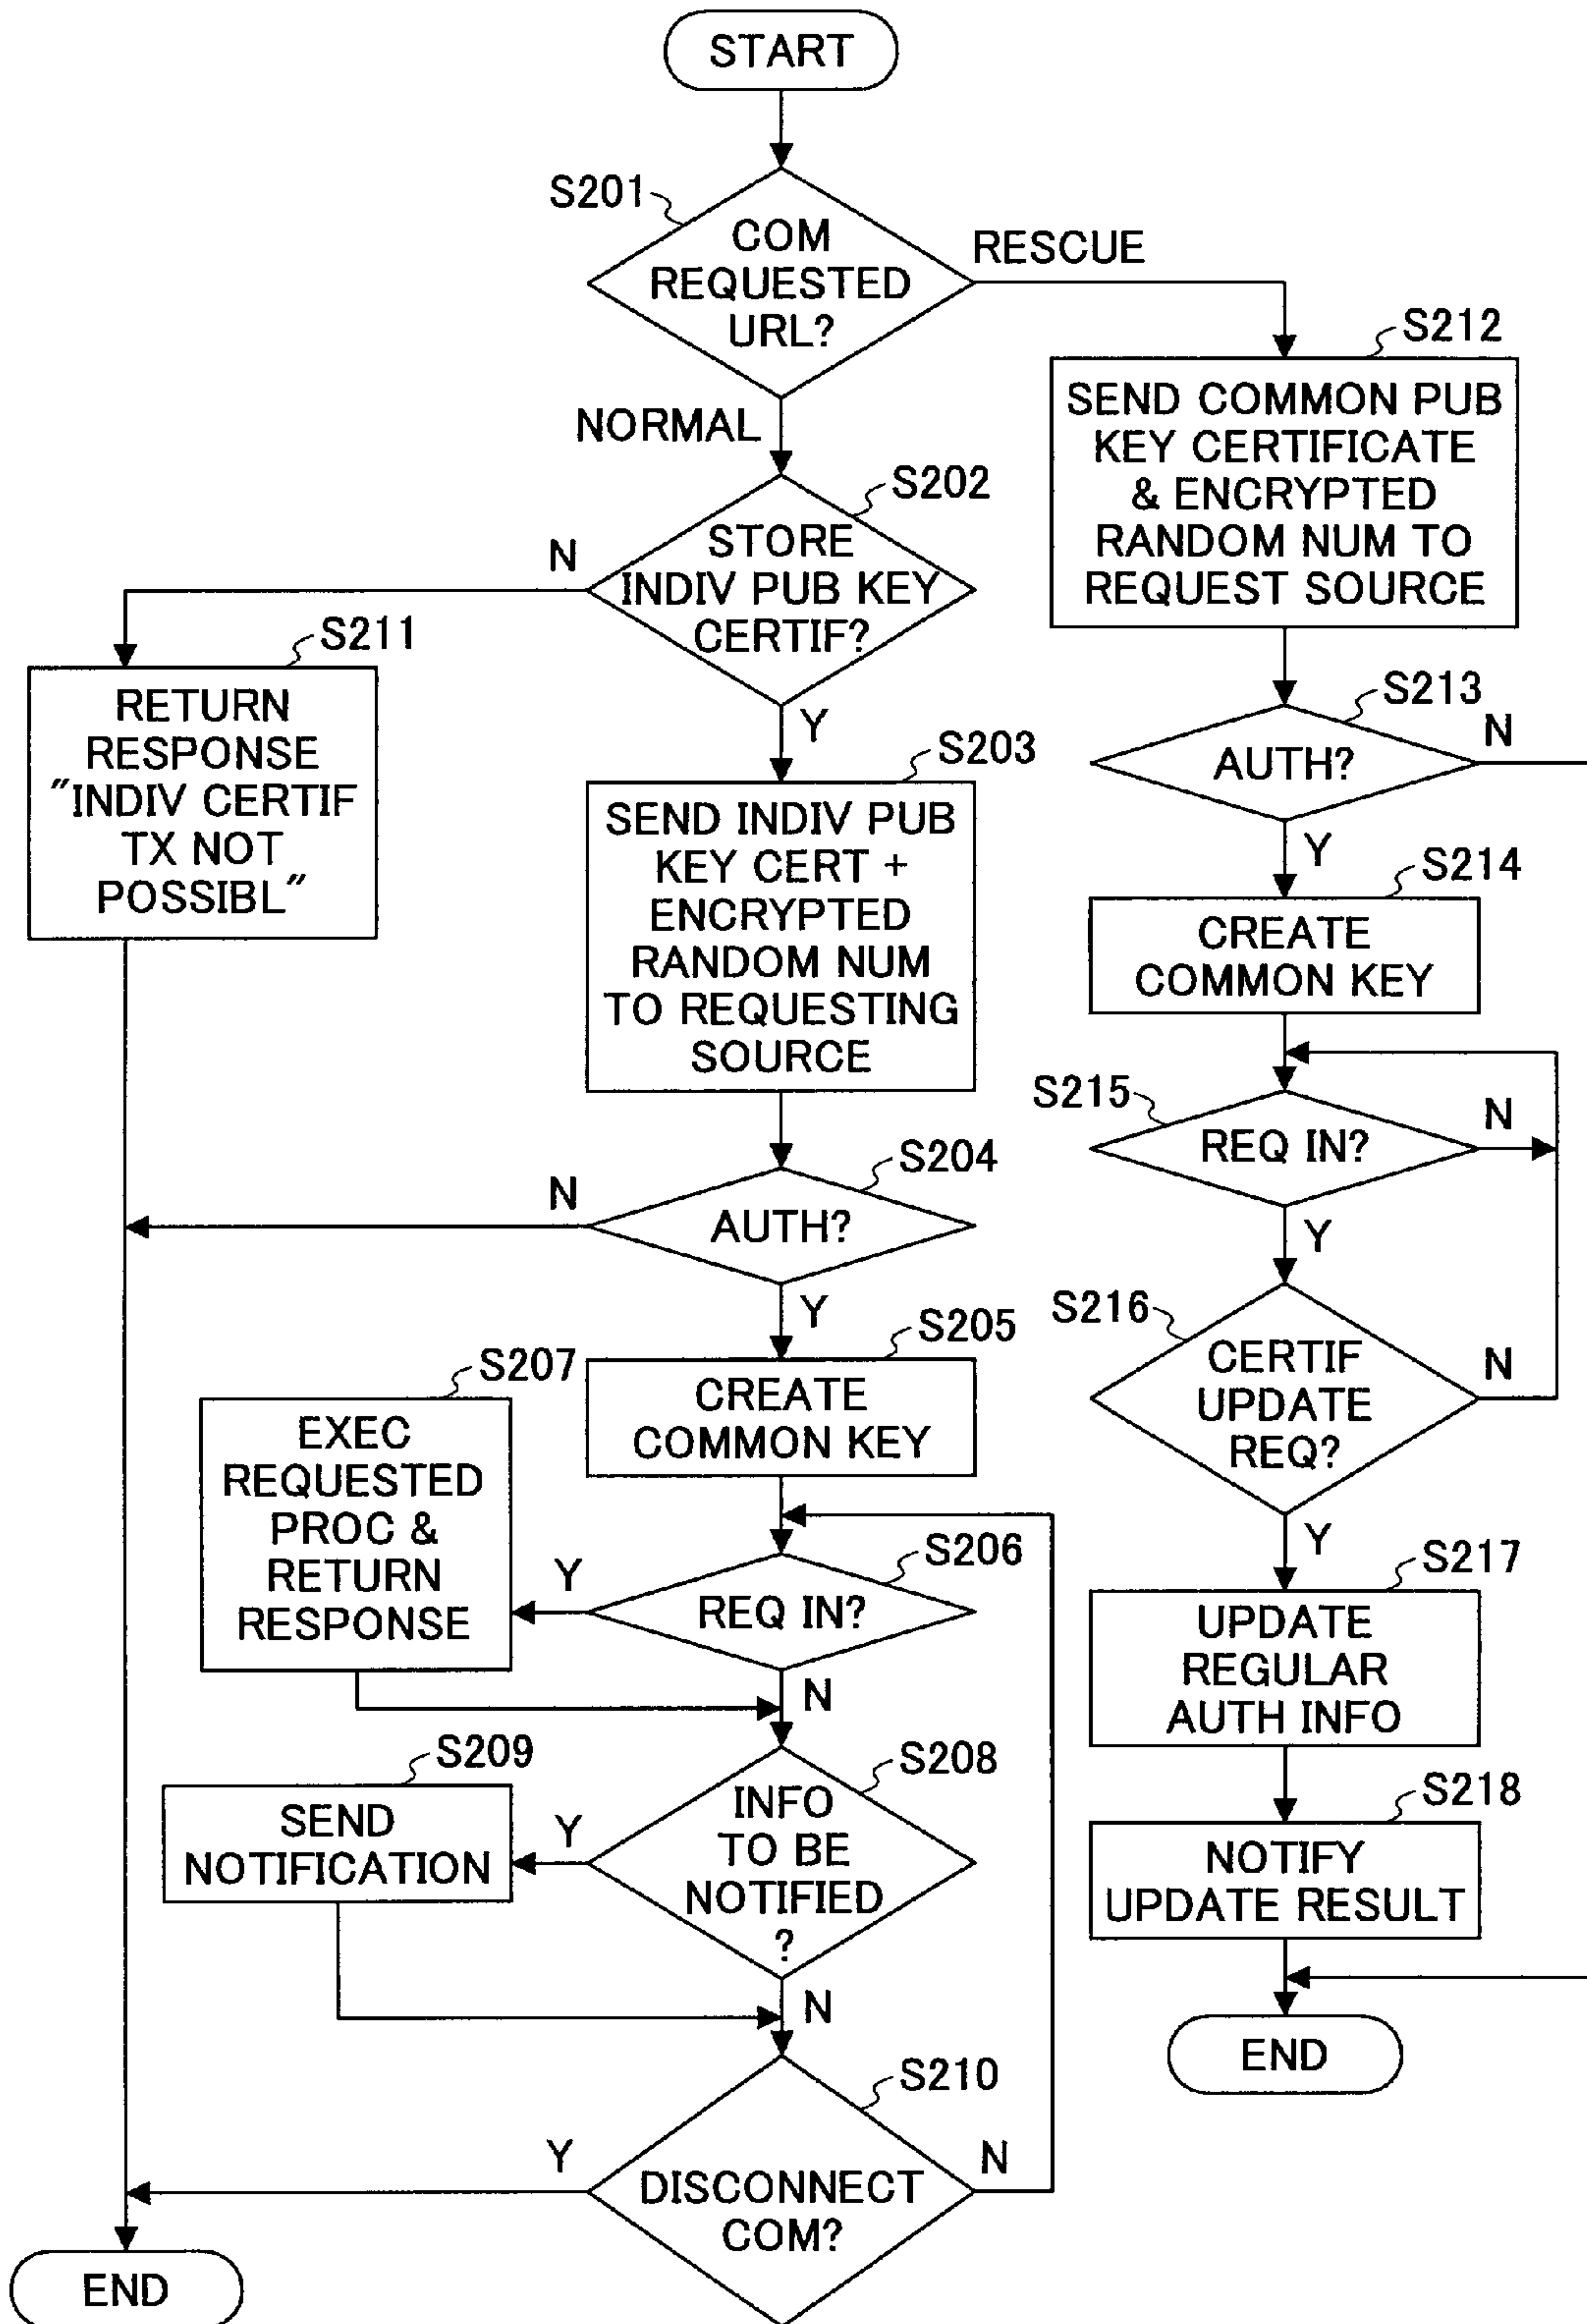 START
S201
COM
REQUESTED
URL?
RESCUE
NORMAL
S202
STORE
INDIV PUB KEY
CERTIF?
N
Y
S211
RETURN
RESPONSE
"INDIV CERTIF
TX NOT
POSSIBL"
S203
SEND INDIV PUB
KEY CERT +
ENCRYPTED
RANDOM NUM
TO REQUESTING
SOURCE
S204
AUTH?
N
Y
S205
CREATE
COMMON KEY
S206
REQ IN?
Y
N
S207
EXEC
REQUESTED
PROC &
RETURN
RESPONSE
S208
INFO
TO BE
NOTIFIED
?
Y
N
S209
SEND
NOTIFICATION
S210
DISCONNECT
COM?
Y
N
END
S212
SEND COMMON PUB
KEY CERTIFICATE
& ENCRYPTED
RANDOM NUM TO
REQUEST SOURCE
S213
AUTH?
N
Y
S214
CREATE
COMMON KEY
S215
REQ IN?
N
Y
S216
CERTIF
UPDATE
REQ?
N
Y
S217
UPDATE
REGULAR
AUTH INFO
S218
NOTIFY
UPDATE RESULT
END